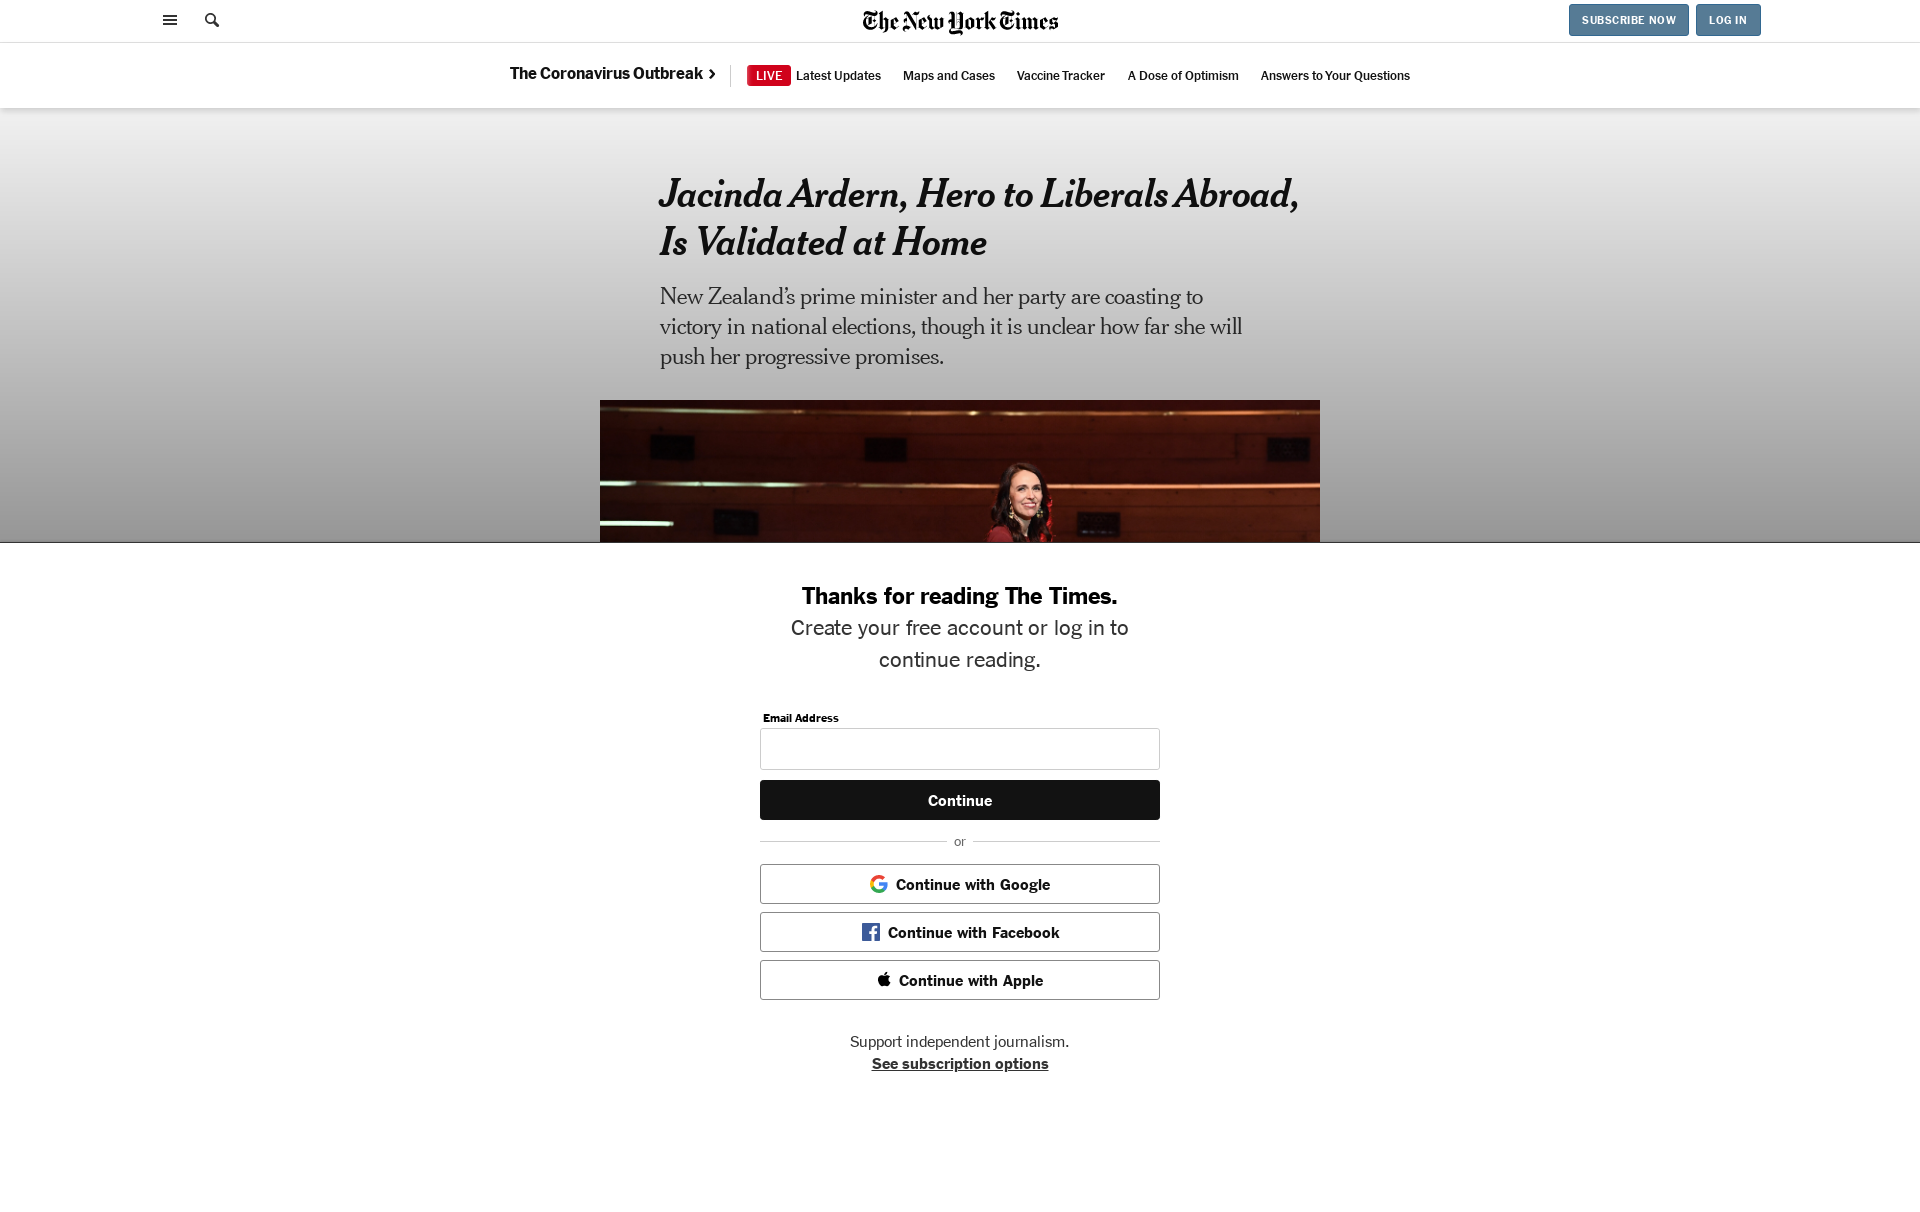 The New York Times
SUBSCRIBE NOW
LOG IN
The Coronavirus Outbreak
LIVE Latest Updates
Maps and Cases
Vaccine Tracker
A Dose of Optimism
Answers to Your Questions
Jacinda Ardern, Hero to Liberals Abroad,
Is Validated at Home
New Zealand’s prime minister and her party are coasting to
victory in national elections, though it is unclear how far she will
push her progressive promises.
Thanks for reading The Times.
Create your free account or log in to
continue reading.
Email Address
Continue
or
Continue with Google
Continue with Facebook
Continue with Apple
Support independent journalism.
See subscription options